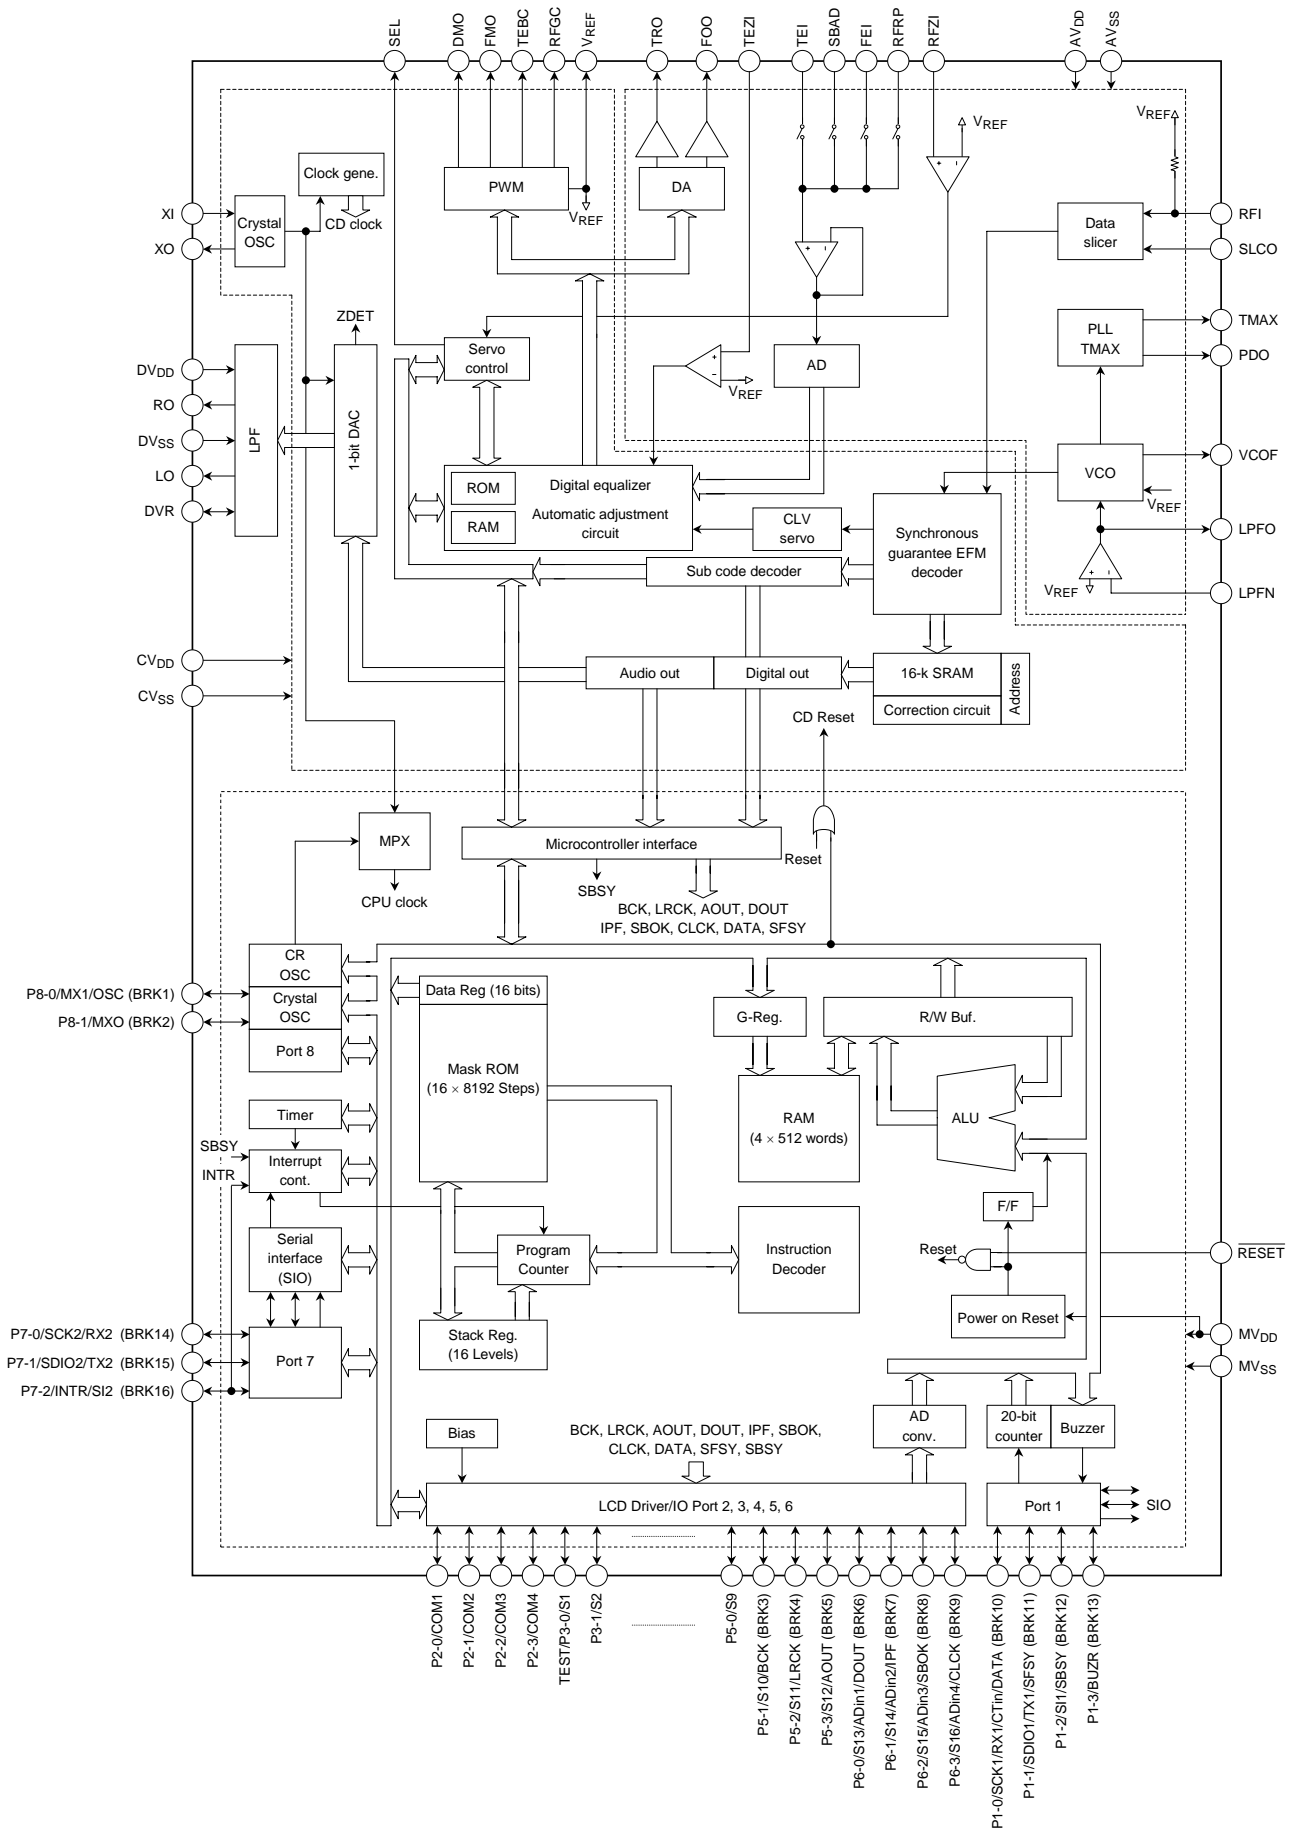 SEL
DMO
FMO
TEBC
RFGC
VREF
TRO
FOO
TEZI
TEI
SBAD
FEI
RFRP
RFZI
AVDD
AVSS
VREF
VREF
Clock gene.
CD clock
PWM
VREF
DA
XI
XO
Crystal
OSC
Data
slicer
RFI
SLCO
ZDET
Servo
control
AD
VREF
PLL
TMAX
TMAX
PDO
DVDD
RO
DVSS
LO
DVR
LPF
1-bit DAC
ROM
RAM
Digital equalizer
Automatic adjustment
circuit
CLV
servo
Synchronous
guarantee EFM
decoder
VCO
VREF
VCOF
LPFO
VREF
LPFN
Sub code decoder
CVDD
CVSS
Audio out
Digital out
16-k SRAM
Correction circuit
Address
CD Reset
MPX
CPU clock
Microcontroller interface
Reset
SBSY
BCK, LRCK, AOUT, DOUT
IPF, SBOK, CLCK, DATA, SFSY
CR
OSC
Crystal
OSC
Port 8
P8-0/MX1/OSC (BRK1)
P8-1/MXO (BRK2)
Data Reg (16 bits)
Mask ROM
(16 × 8192 Steps)
G-Reg.
R/W Buf.
RAM
(4 × 512 words)
ALU
Timer
SBSY
INTR
Interrupt
cont.
F/F
Serial
interface
(SIO)
Program
Counter
Instruction
Decoder
Reset
RESET
Power on Reset
MVDD
MVSS
P7-0/SCK2/RX2 (BRK14)
P7-1/SDIO2/TX2 (BRK15)
P7-2/INTR/SI2 (BRK16)
Port 7
Stack Reg.
(16 Levels)
Bias
BCK, LRCK, AOUT, DOUT, IPF, SBOK,
CLCK, DATA, SFSY, SBSY
AD
conv.
20-bit
counter
Buzzer
LCD Driver/IO Port 2, 3, 4, 5, 6
Port 1
SIO
P2-0/COM1
P2-1/COM2
P2-2/COM3
P2-3/COM4
TEST/P3-0/S1
P3-1/S2
P5-0/S9
P5-1/S10/BCK (BRK3)
P5-2/S11/LRCK (BRK4)
P5-3/S12/AOUT (BRK5)
P6-0/S13/ADin1/DOUT (BRK6)
P6-1/S14/ADin2/IPF (BRK7)
P6-2/S15/ADin3/SBOK (BRK8)
P6-3/S16/ADin4/CLCK (BRK9)
P1-0/SCK1/RX1/CTin/DATA (BRK10)
P1-1/SDIO1/TX1/SFSY (BRK11)
P1-2/SI1/SBSY (BRK12)
P1-3/BUZR (BRK13)